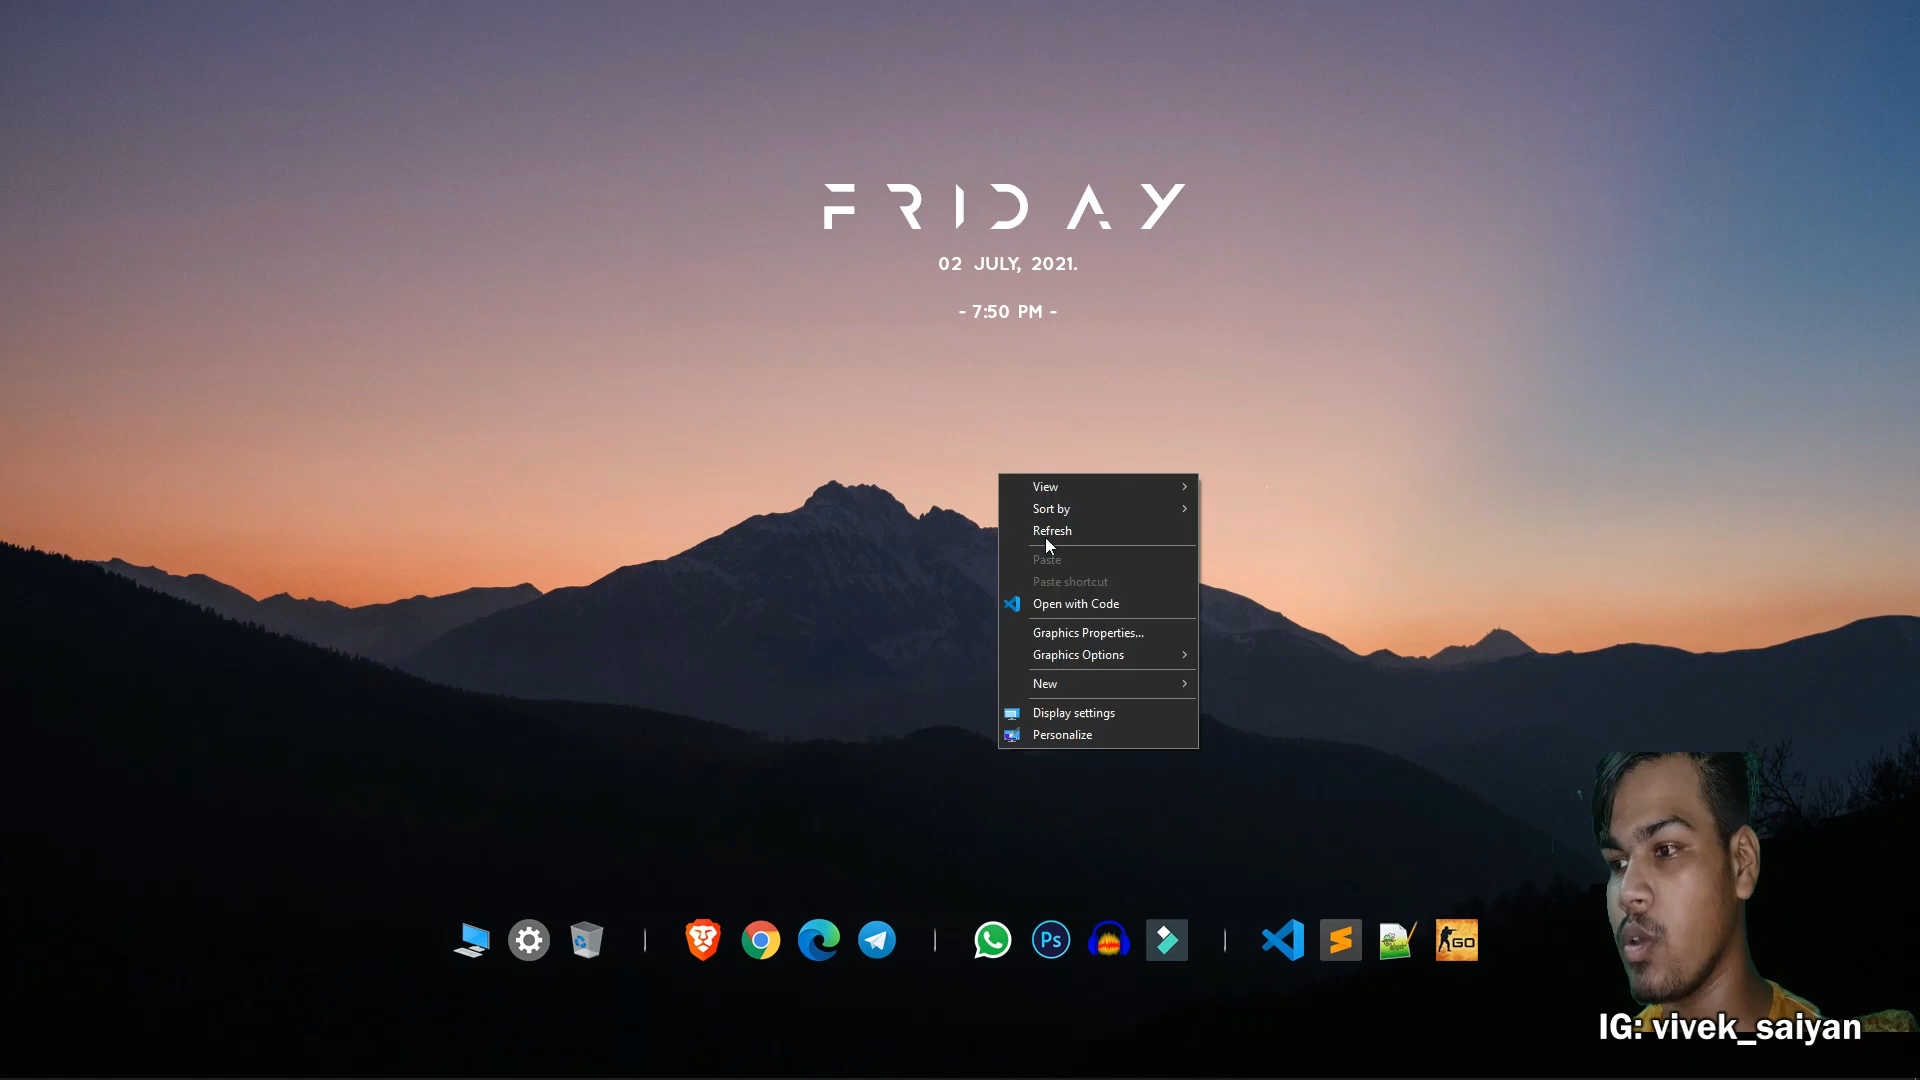 FRIDAY
02 JULY, 2021.
- 7:50 PM -
View
Sort by
Refresh
Paste
Paste shortcut
Open with Code
Graphics Properties...
Graphics Options
New
Display settings
Personalize
Ps
GO
IG: vivek_saiyan